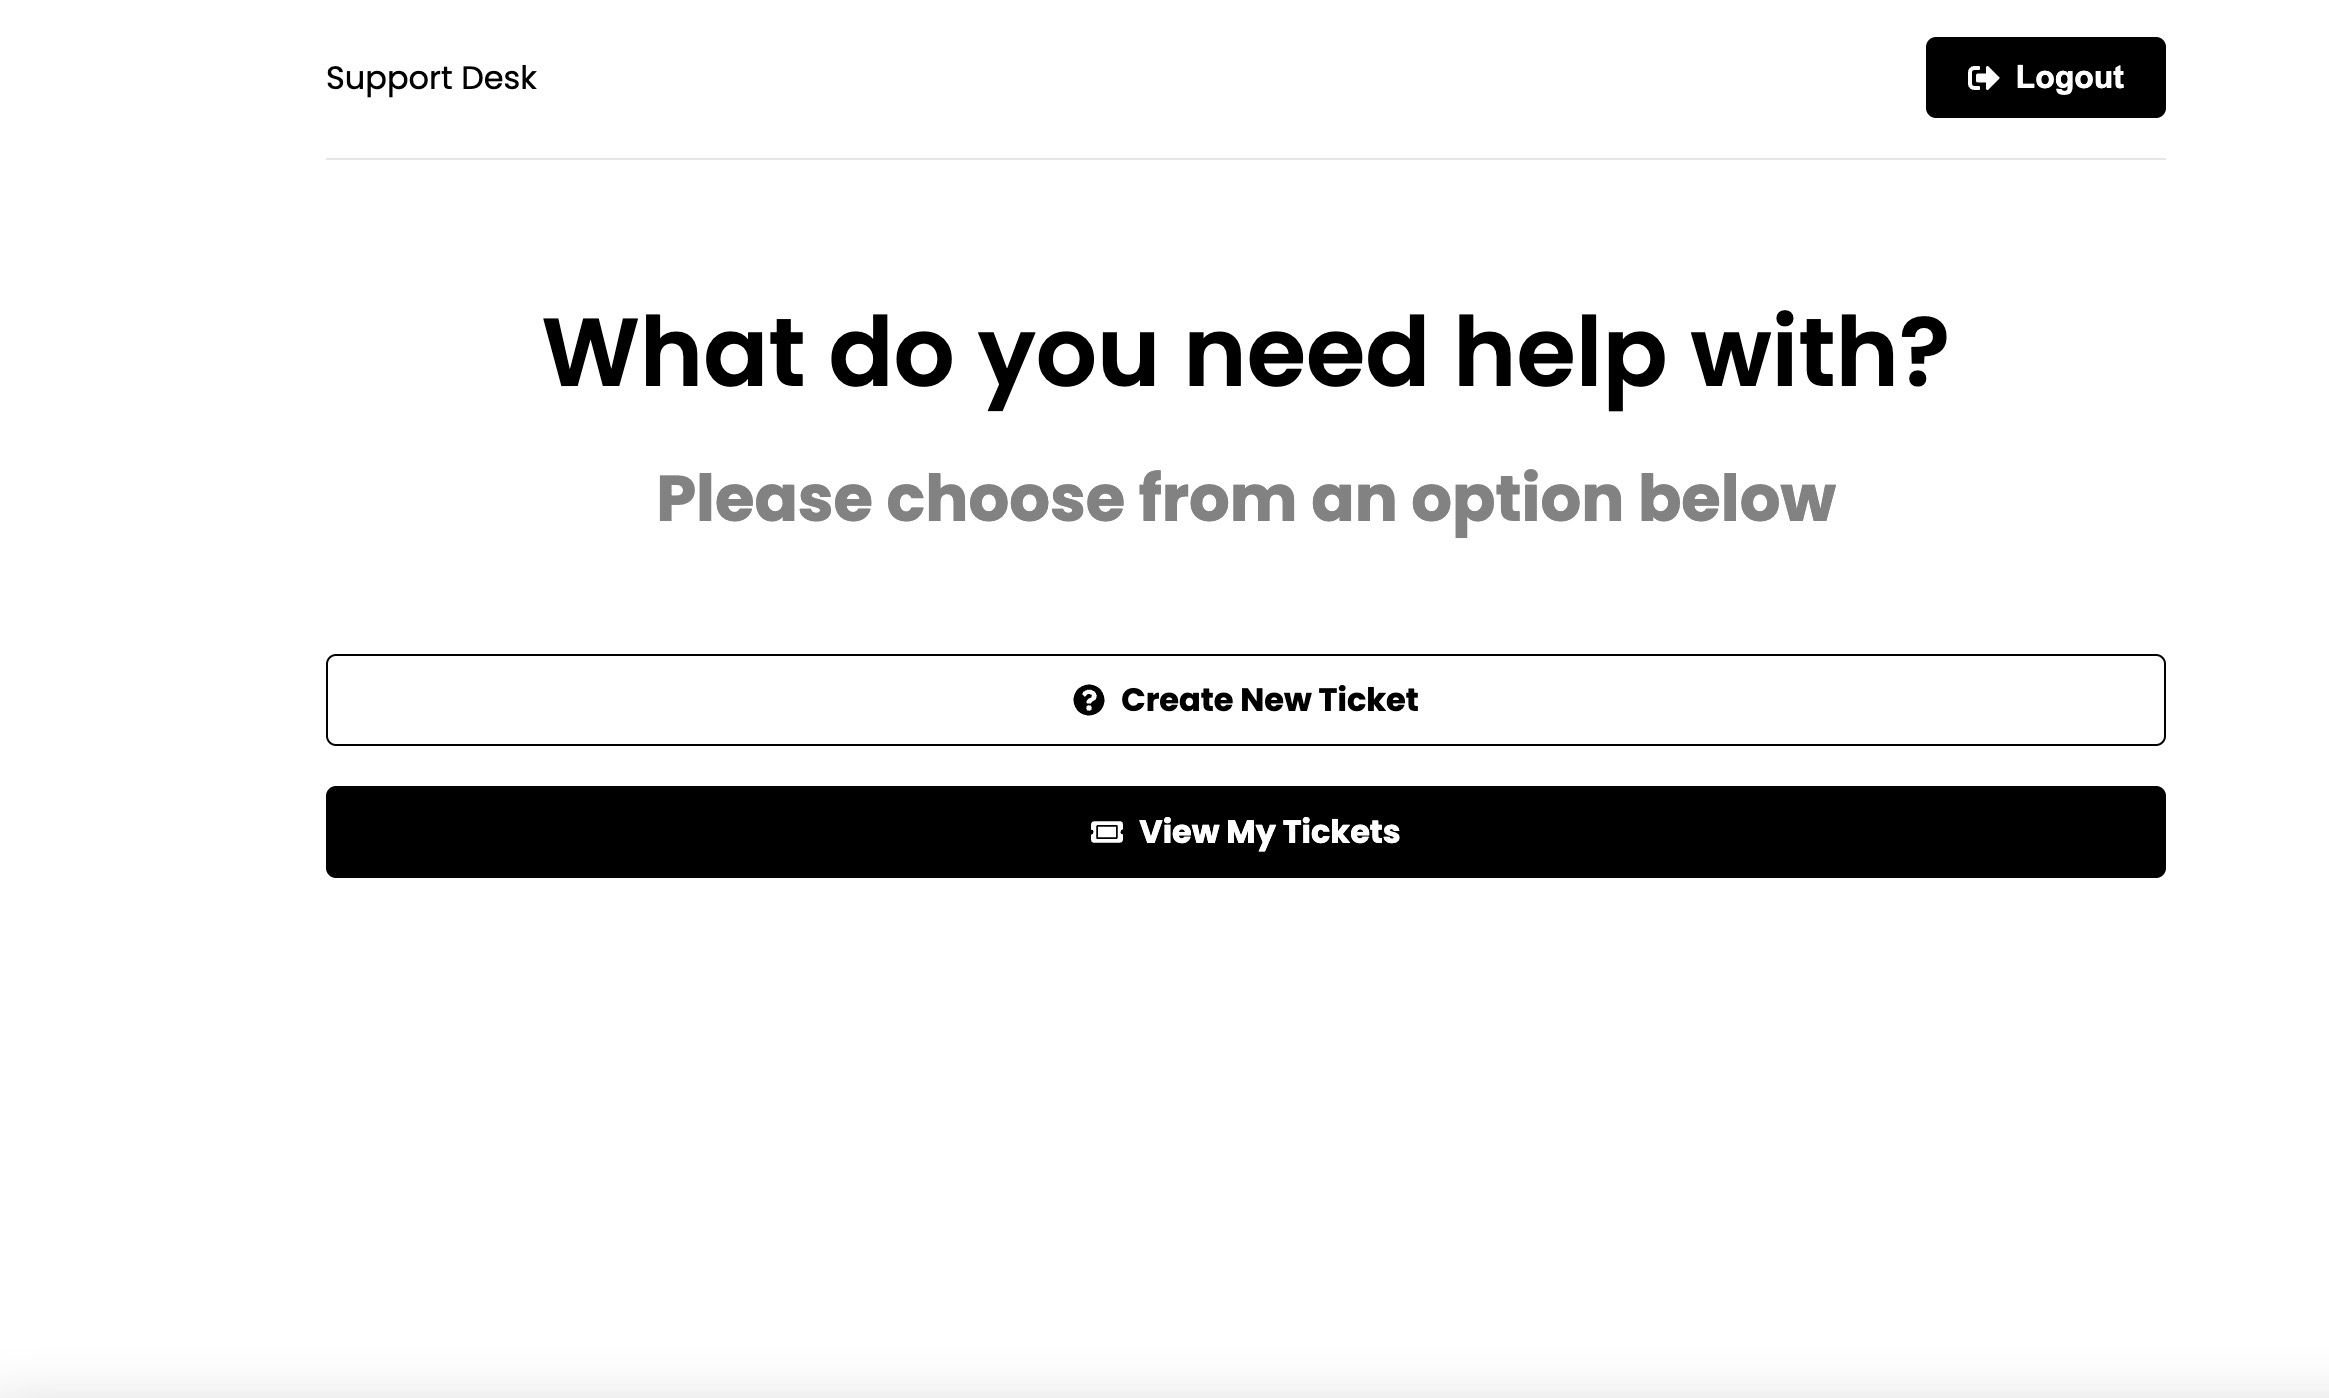 Support Desk
Logout
What do you need help with?
Please choose from an option below
Create New Ticket
View My Tickets